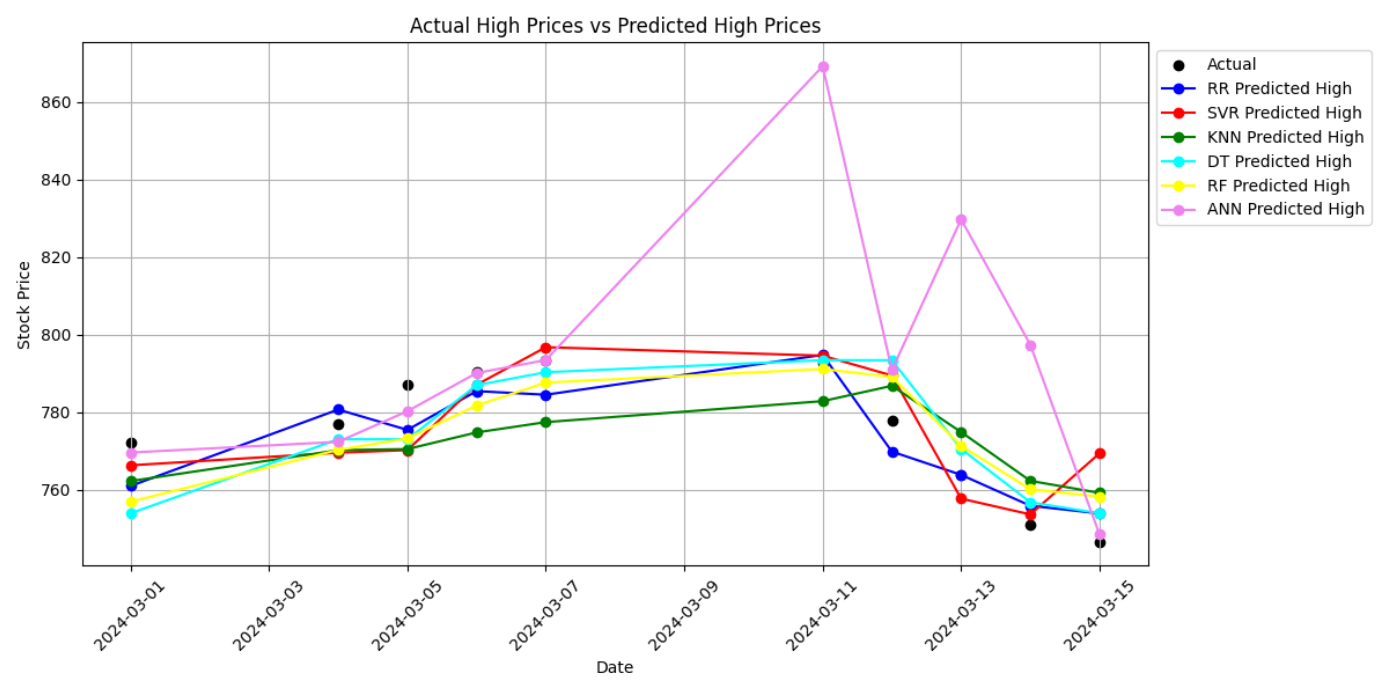 Actual High Prices vs Predicted High Prices
Stock Price
860
840
820
800
780
760
2024-03-01
2024-03-03
2024-03-05
2024-03-07
2024-03-09
2024-03-11
2024-03-13
2024-03-15
Date
Actual
RR Predicted High
SVR Predicted High
KNN Predicted High
DT Predicted High
RF Predicted High
ANN Predicted High